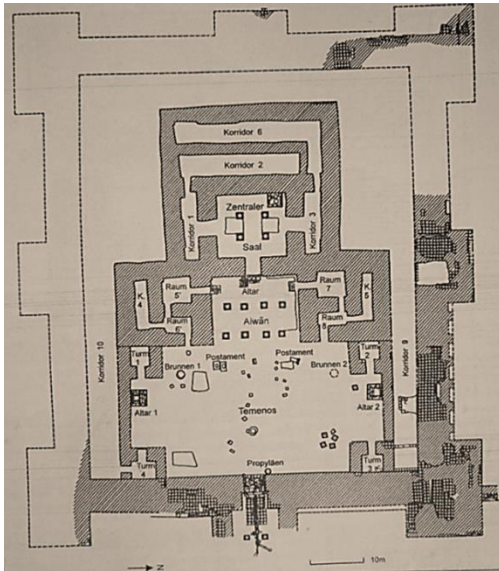 Korridor 6
Korridor 2
Korridor 1
Zentraler
Saal
Korridor 3
Raum
5'
Altar
Raum
7
K.
4
K.
5
Raum
6'
Aiwān
Raum
8
Korridor 10
Korridor 9
Turm
1
Postament
Postament
Turm
2
Brunnen 1
Brunnen 2
Altar 1
Temenos
Altar 2
Turm
4
Propyläen
Turm
3
N
10m